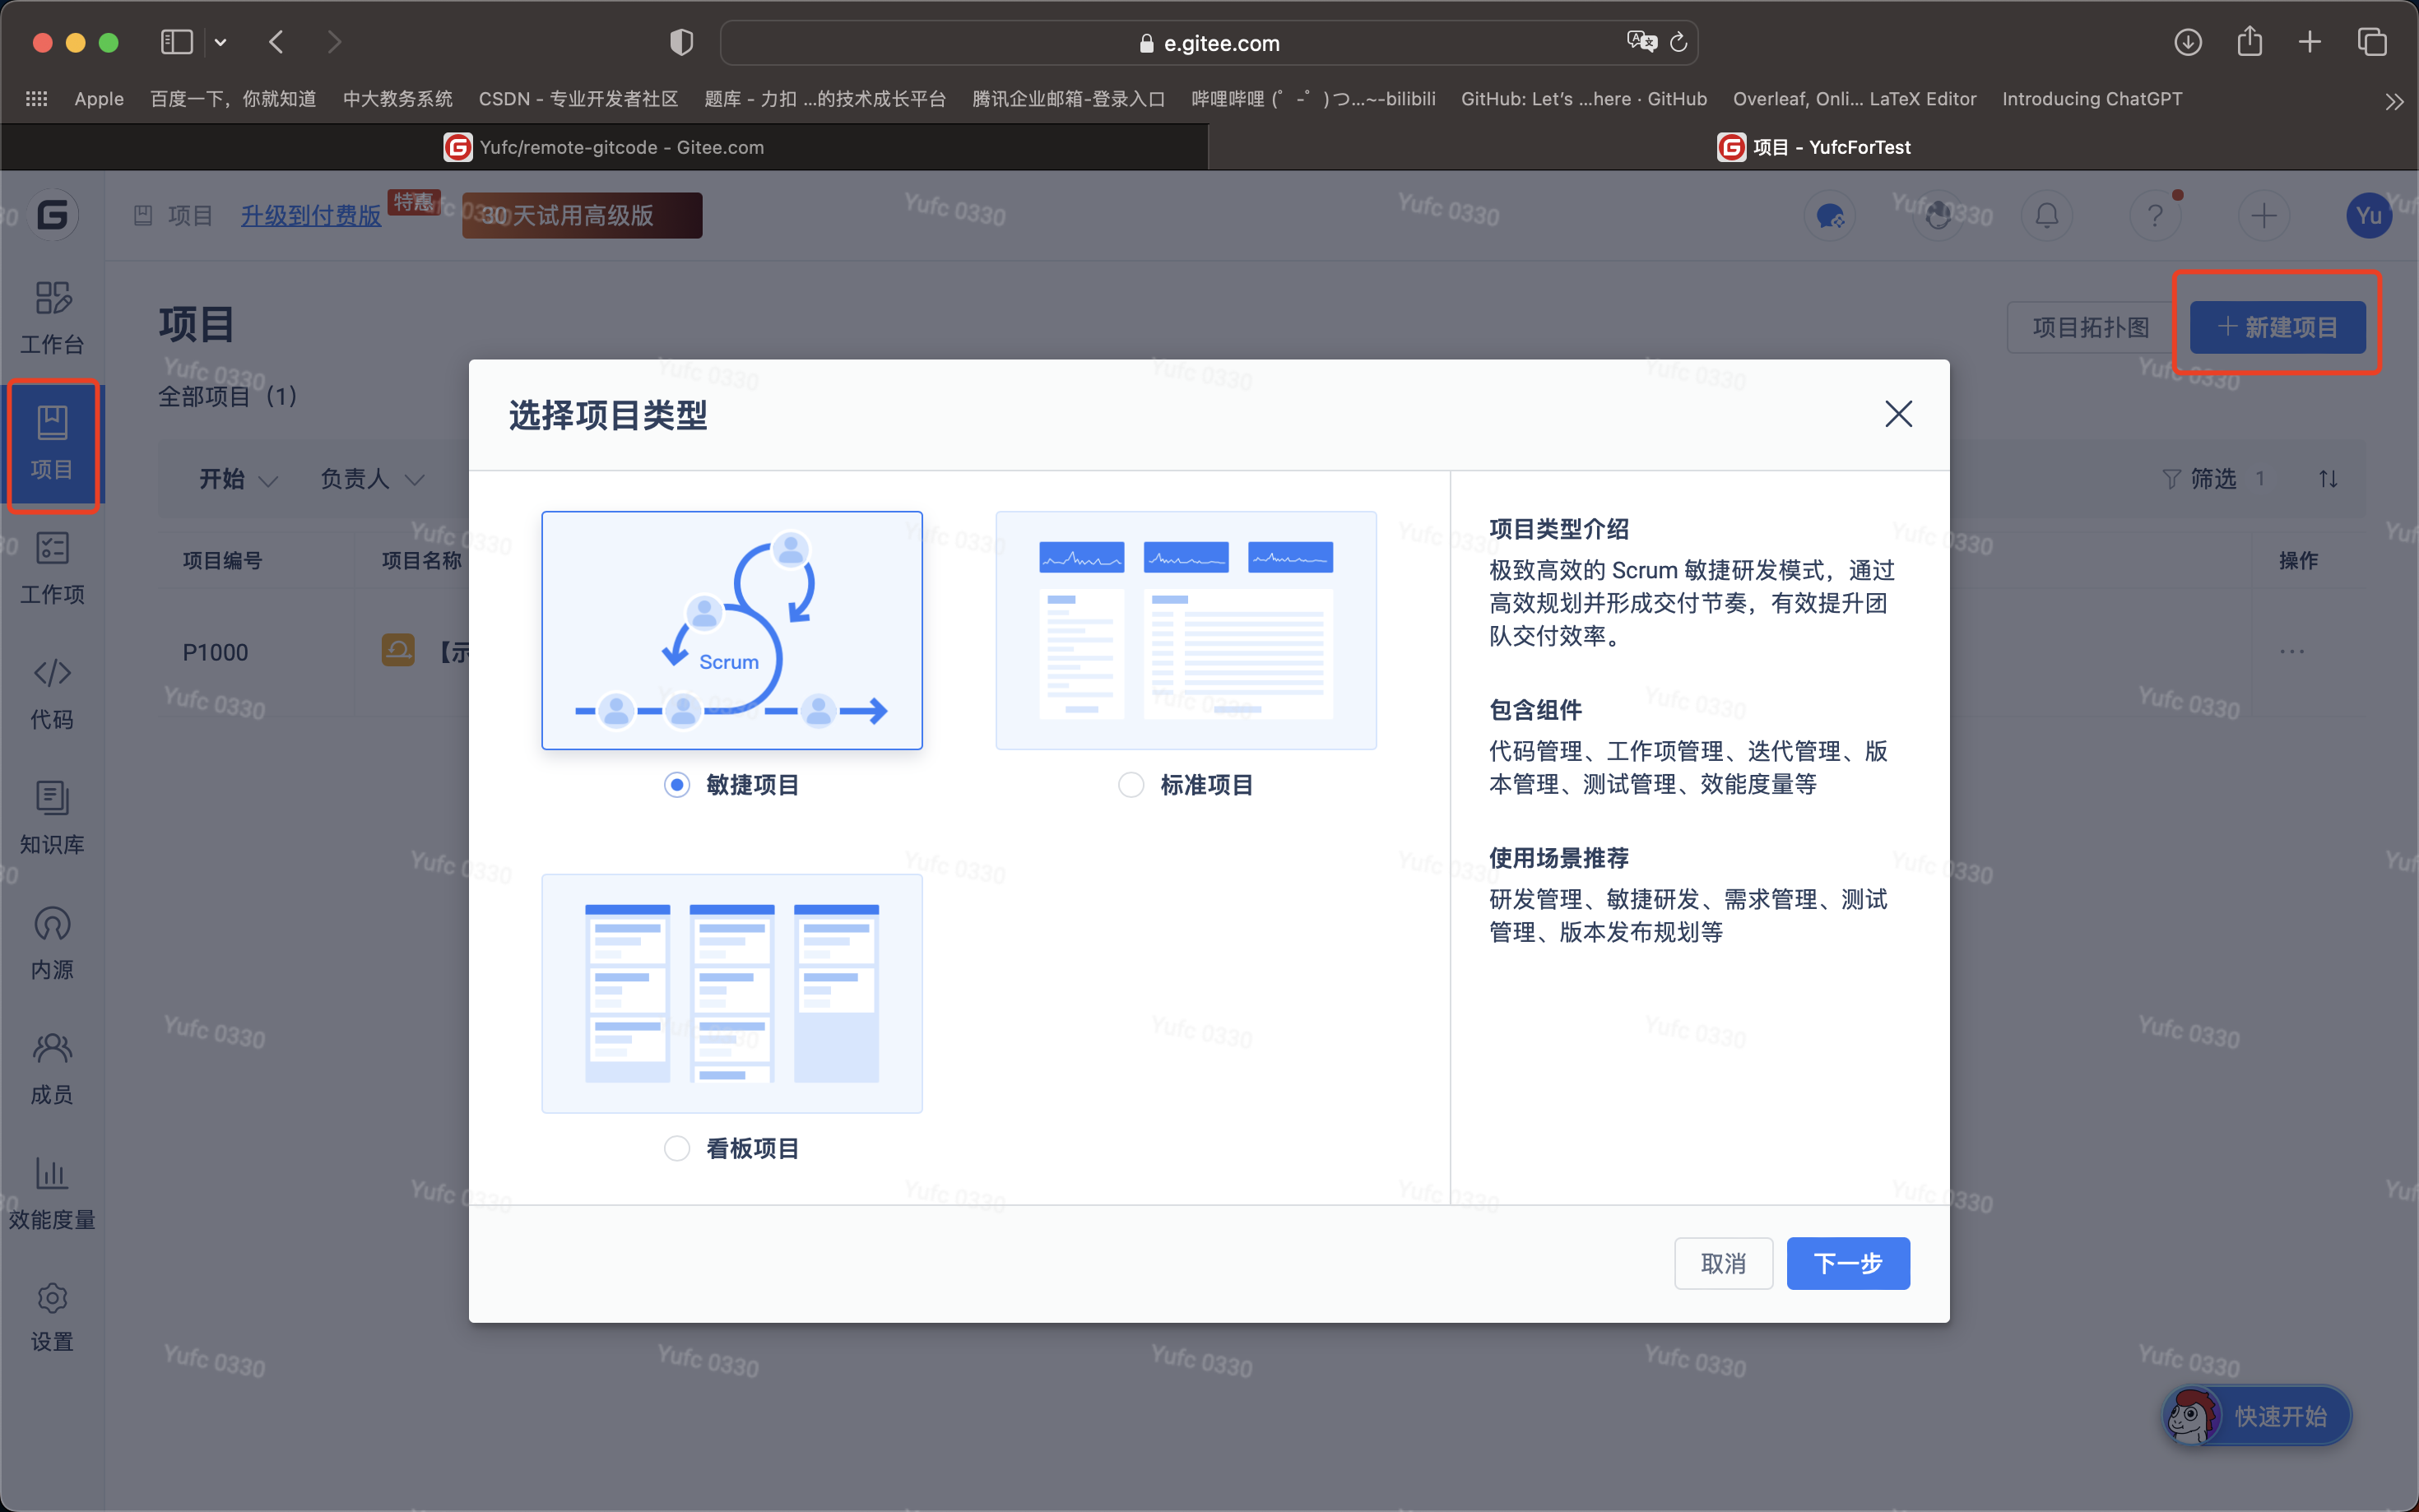 e.gitee.com
Apple
百度一下，你就知道
中大教务系统
CSDN - 专业开发者社区
题库 - 力扣 ...的技术成长平台
腾讯企业邮箱-登录入口
哔哩哔哩 (゜-゜)つ...~-bilibili
GitHub: Let's ...here · GitHub
Overleaf, Onli... LaTeX Editor
Introducing ChatGPT
Yufc/remote-gitcode - Gitee.com
项目 - YufcForTest
项目
升级到付费版
特惠
30 天试用高级版
Yu
工作台
项目
工作项
代码
知识库
内源
成员
效能度量
设置
项目
项目拓扑图
新建项目
全部项目（1）
开始
负责人
筛选 1
项目编号
项目名称
操作
P1000
【示
选择项目类型
Scrum
敏捷项目
标准项目
看板项目
项目类型介绍
极致高效的 Scrum 敏捷研发模式，通过
高效规划并形成交付节奏，有效提升团
队交付效率。
包含组件
代码管理、工作项管理、迭代管理、版
本管理、测试管理、效能度量等
使用场景推荐
研发管理、敏捷研发、需求管理、测试
管理、版本发布规划等
取消
下一步
快速开始
Yufc 0330